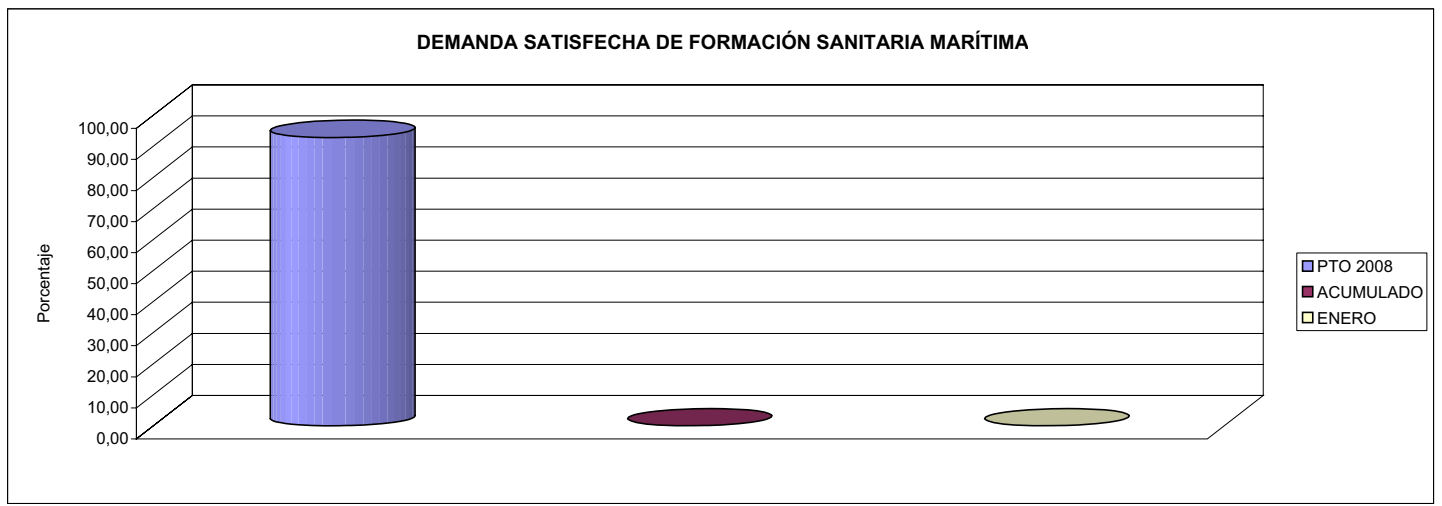 DEMANDA SATISFECHA DE FORMACIÓN SANITARIA MARÍTIMA
100,00
90,00
80,00
70,00
60,00
50,00
40,00
30,00
20,00
10,00
0,00
Porcentaje
PTO 2008
ACUMULADO
ENERO